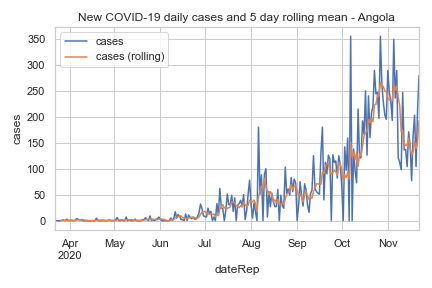 New COVID-19 daily cases and 5 day rolling mean - Angola
cases
cases (rolling)
350
300
250
200
150
100
50
0
cases
Apr
2020
May
Jun
Jul
Aug
Sep
Oct
Nov
dateRep